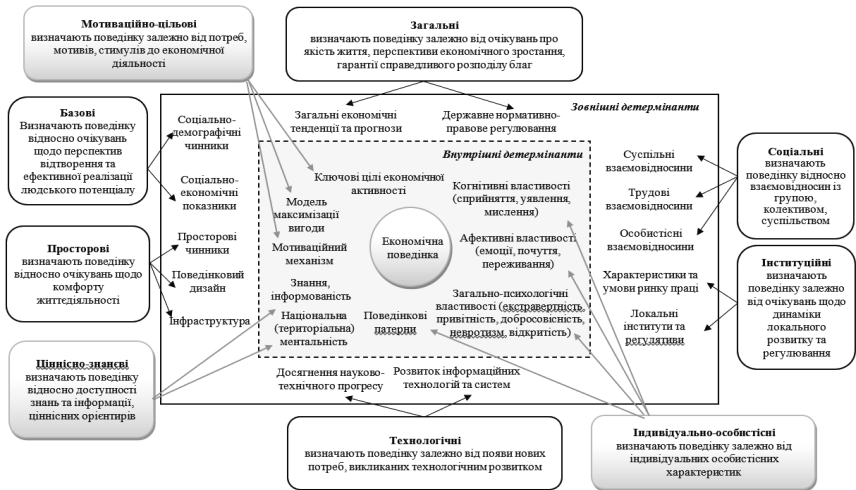 Мотиваційно-цільові
визначають поведінку залежно від потреб,
мотивів, стимулів до економічної
діяльності
Загальні
визначають поведінку залежно від очікувань про
якість життя, перспективи економічного зростання,
гарантії справедливого розподілу благ
Базові
Визначають поведінку
відносно очікувань
щодо перспектив
відтворення та
ефективної реалізації
людського потенціалу
Просторові
визначають поведінку
відносно очікувань щодо
комфорту
життєдіяльності
Ціннісно-знанєві
визначають поведінку
відносно доступності
знань та інформації,
ціннісних орієнтирів
Зовнішні детермінанти
Загальні економічні
тенденції та прогнози
Державне нормативно-
правове регулювання
Соціально-
демографічні
чинники
Соціально-
економічні
показники
Просторові
чинники
Поведінковий
дизайн
Інфраструктура
Внутрішні детермінанти
Ключові цілі економічної
активності
Модель
максимізації
вигоди
Мотиваційний
механізм
Знання,
інформованість
Національна
(територіальна)
ментальність
Економічна
поведінка
Поведінкові
патерни
Когнітивні властивості
(сприйняття, уявлення,
мислення)
Афективні властивості
(емоції, почуття,
переживання)
Загально-психологічні
властивості (екстравертність,
привітність, добросовісність,
невротизм, відкритість)
Суспільні
взаємовідносини
Трудові
взаємовідносини
Особистісні
взаємовідносини
Характеристики та
умови ринку праці
Локальні
інститути та
регулятиви
Соціальні
визначають
поведінку відносно
взаємовідносин із
групою,
колективом,
суспільством
Інституційні
визначають
поведінку залежно
від очікувань щодо
динаміки
локального
розвитку та
регулювання
Досягнення науково-
технічного прогресу
Розвиток інформаційних
технологій та систем
Технологічні
визначають поведінку залежно від появи нових
потреб, викликаних технологічним розвитком
Індивідуально-особистісні
визначають поведінку залежно від
індивідуальних особистісних
характеристик